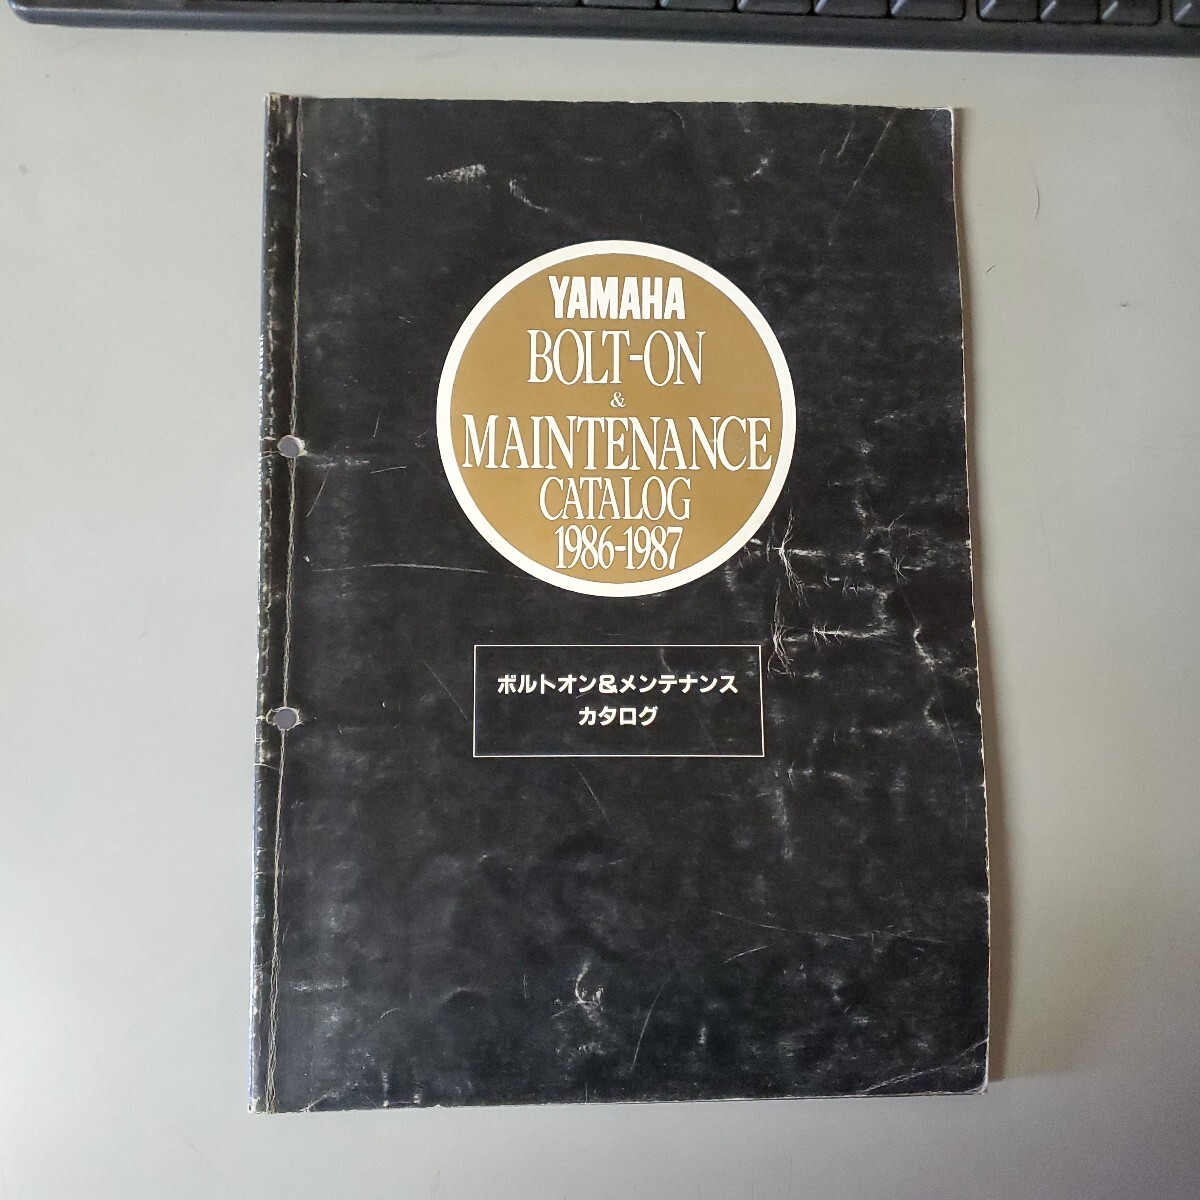 YAMAHA
BOLT-ON
&
MAINTENANCE
CATALOG
1986-1987
ボルトオン&メンテナンス
カタログ